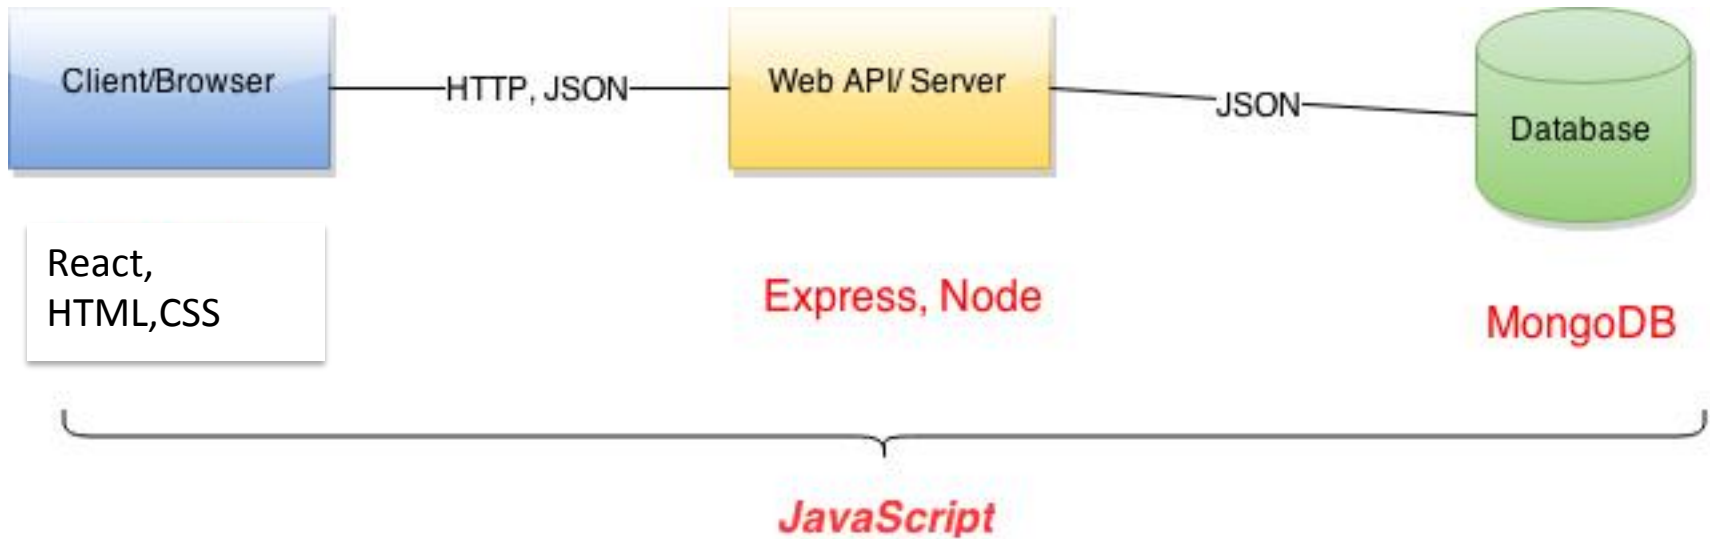 Client/Browser
HTTP, JSON
Web API/ Server
JSON
Database
React,
HTML,CSS
Express, Node
MongoDB
JavaScript